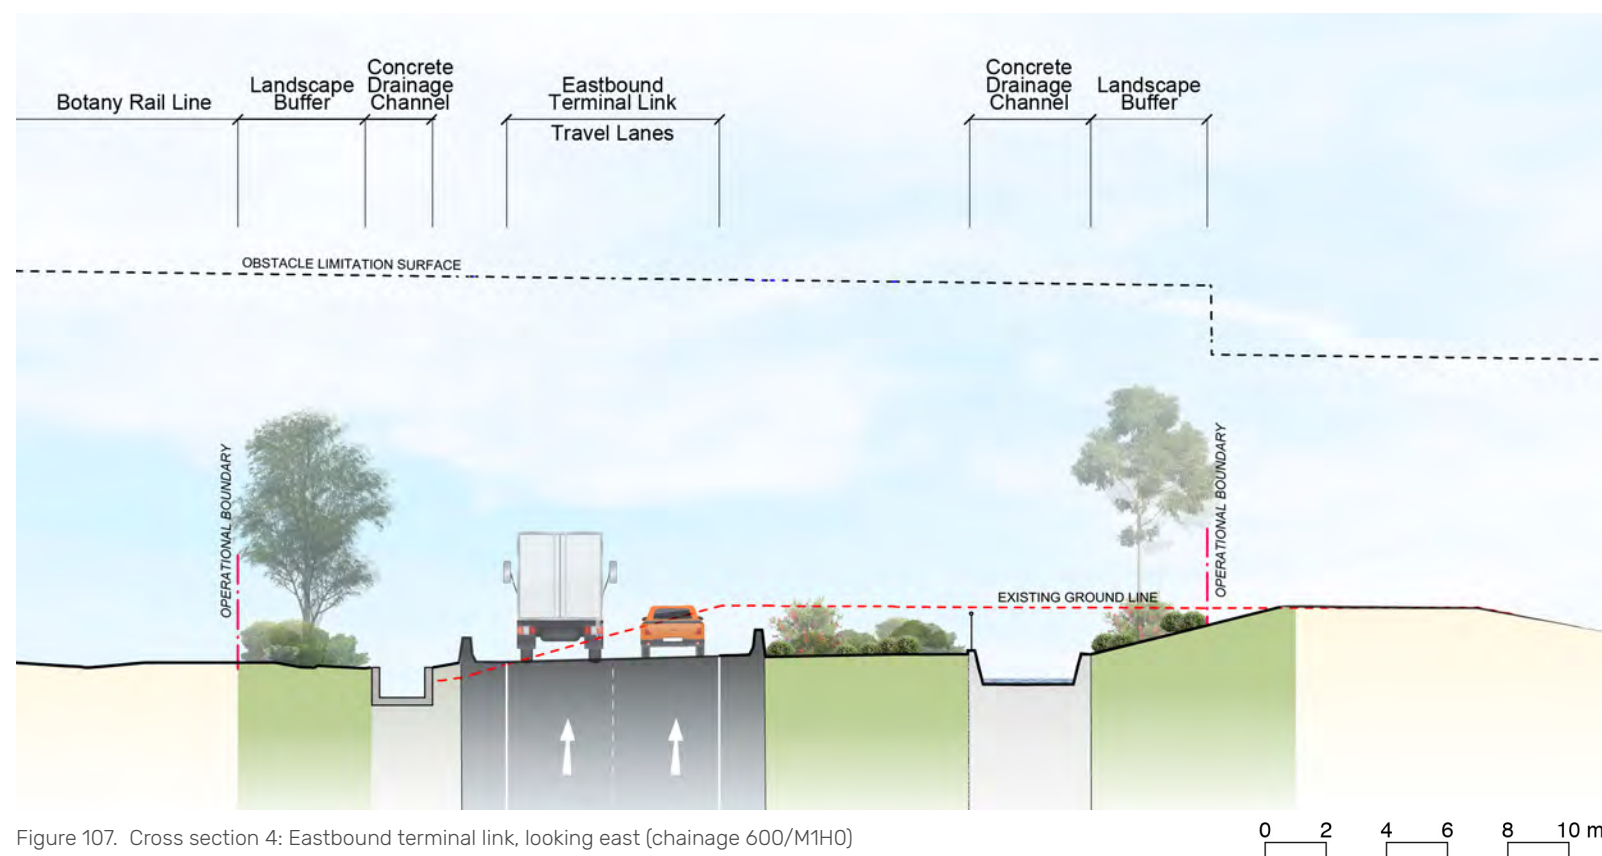 Botany Rail Line
Landscape
Buffer
Concrete
Drainage
Channel
Eastbound
Terminal Link
Travel Lanes
Concrete
Drainage
Channel
Landscape
Buffer
OBSTACLE LIMITATION SURFACE
OPERATIONAL BOUNDARY
OPERATIONAL BOUNDARY
EXISTING GROUND LINE
Figure 107. Cross section 4: Eastbound terminal link, looking east (chainage 600/M1H0)
0 2 4 6 8 10 m